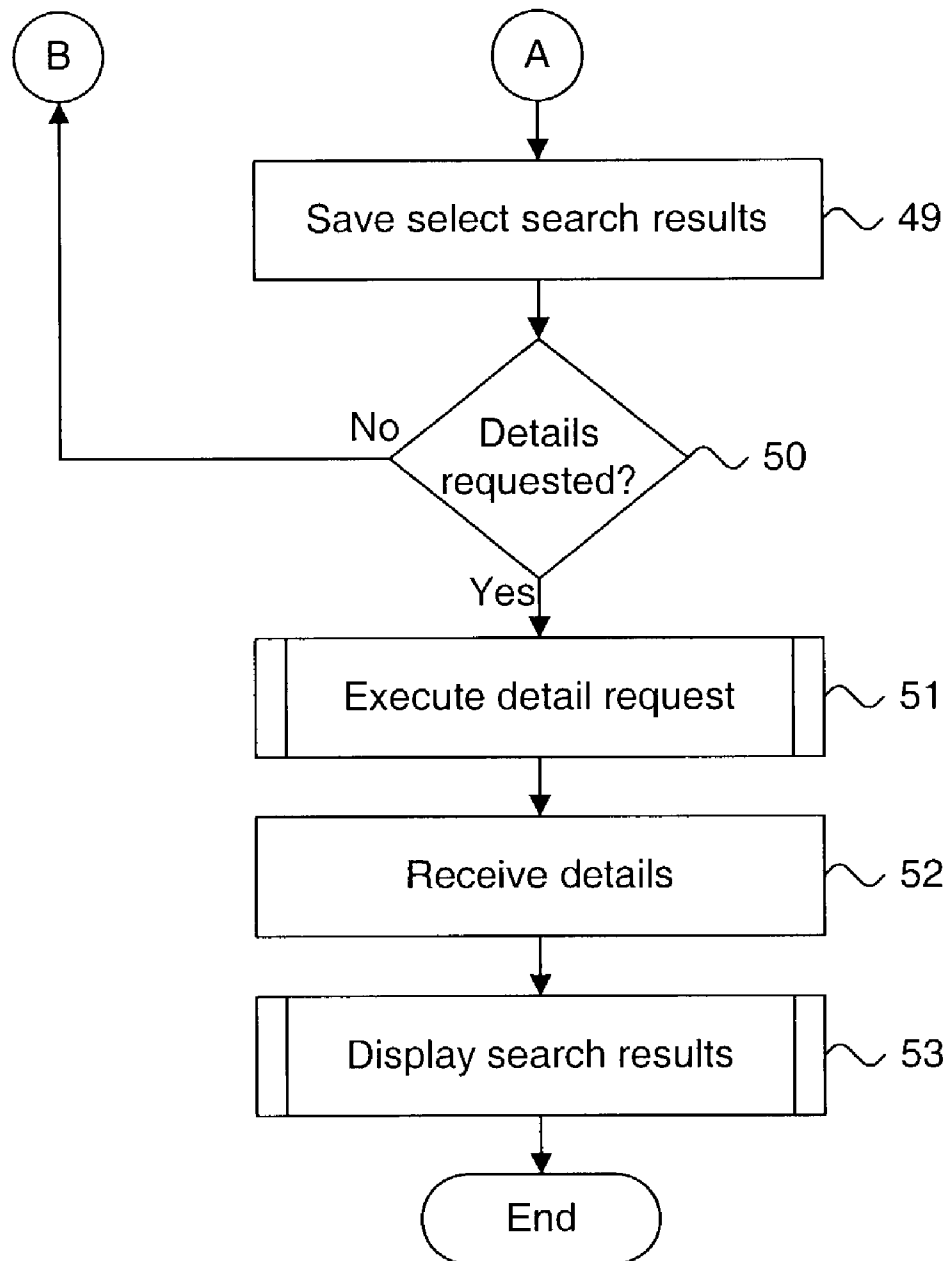 B
A
Save select search results
49
Details
requested?
50
No
Yes
Execute detail request
51
Receive details
52
Display search results
53
End